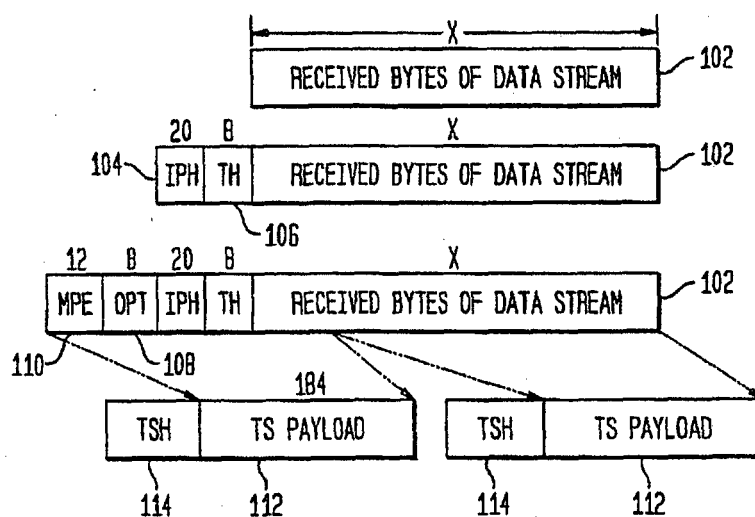 X
RECEIVED BYTES OF DATA STREAM 102
20 8 X
104 IPH TH RECEIVED BYTES OF DATA STREAM 102
106
12 8 20 8 X
MPE OPT IPH TH RECEIVED BYTES OF DATA STREAM 102
110 108
184
TSH TS PAYLOAD TSH TS PAYLOAD
114 112 114 112